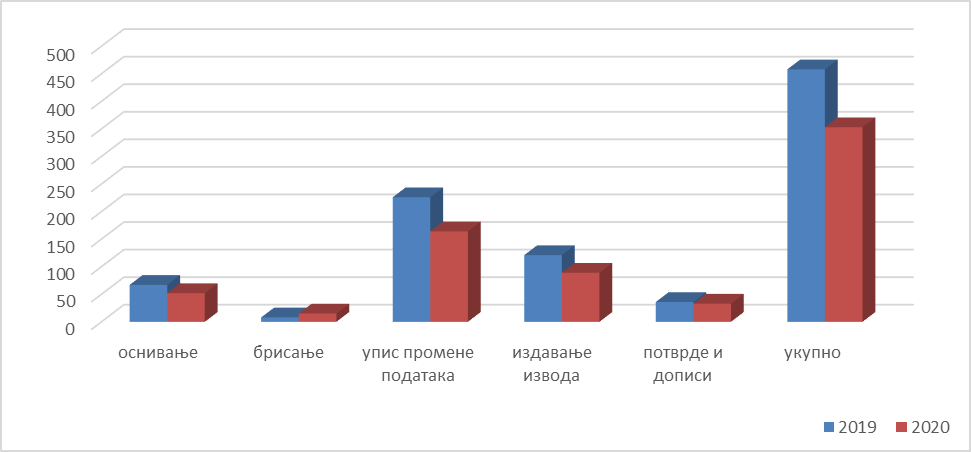 500
450
400
350
300
250
200
150
100
50
0
оснивање
брисање
упис промене
података
издавање
извода
потврде и
дописи
укупно
2019
2020